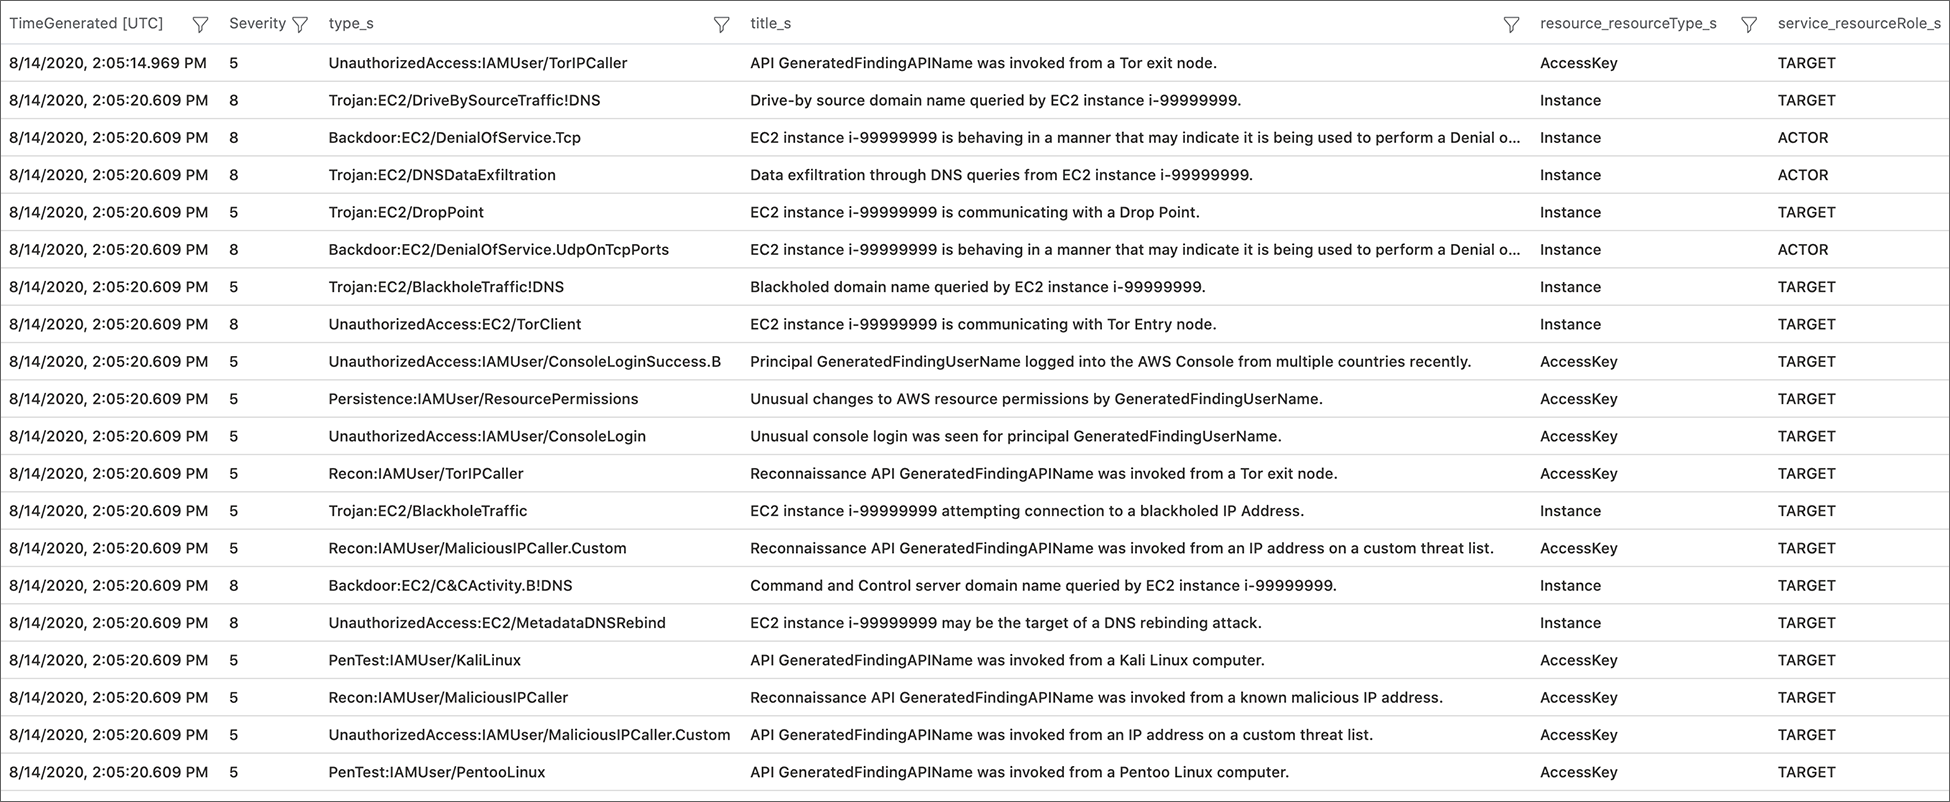 TimeGenerated [UTC] Severity type_s title_s resource_resourceType_s service_resourceRole_s
8/14/2020, 2:05:14.969 PM 5 UnauthorizedAccess:IAMUser/TorIPCaller API GeneratedFindingAPIName was invoked from a Tor exit node. AccessKey TARGET
8/14/2020, 2:05:20.609 PM 8 Trojan:EC2/DriveBySourceTraffic!DNS Drive-by source domain name queried by EC2 instance i-99999999. Instance TARGET
8/14/2020, 2:05:20.609 PM 8 Backdoor:EC2/DenialOfService.Tcp EC2 instance i-99999999 is behaving in a manner that may indicate it is being used to perform a Denial o... Instance ACTOR
8/14/2020, 2:05:20.609 PM 8 Trojan:EC2/DNSDataExfiltration Data exfiltration through DNS queries from EC2 instance i-99999999. Instance ACTOR
8/14/2020, 2:05:20.609 PM 5 Trojan:EC2/DropPoint EC2 instance i-99999999 is communicating with a Drop Point. Instance TARGET
8/14/2020, 2:05:20.609 PM 8 Backdoor:EC2/DenialOfService.UdpOnTcpPorts EC2 instance i-99999999 is behaving in a manner that may indicate it is being used to perform a Denial o... Instance ACTOR
8/14/2020, 2:05:20.609 PM 5 Trojan:EC2/BlackholeTraffic!DNS Blackholed domain name queried by EC2 instance i-99999999. Instance TARGET
8/14/2020, 2:05:20.609 PM 8 UnauthorizedAccess:EC2/TorClient EC2 instance i-99999999 is communicating with Tor Entry node. Instance TARGET
8/14/2020, 2:05:20.609 PM 5 UnauthorizedAccess:IAMUser/ConsoleLoginSuccess.B Principal GeneratedFindingUserName logged into the AWS Console from multiple countries recently. AccessKey TARGET
8/14/2020, 2:05:20.609 PM 5 Persistence:IAMUser/ResourcePermissions Unusual changes to AWS resource permissions by GeneratedFindingUserName. AccessKey TARGET
8/14/2020, 2:05:20.609 PM 5 UnauthorizedAccess:IAMUser/ConsoleLogin Unusual console login was seen for principal GeneratedFindingUserName. AccessKey TARGET
8/14/2020, 2:05:20.609 PM 5 Recon:IAMUser/TorIPCaller Reconnaissance API GeneratedFindingAPIName was invoked from a Tor exit node. AccessKey TARGET
8/14/2020, 2:05:20.609 PM 5 Trojan:EC2/BlackholeTraffic EC2 instance i-99999999 attempting connection to a blackholed IP Address. Instance TARGET
8/14/2020, 2:05:20.609 PM 5 Recon:IAMUser/MaliciousIPCaller.Custom Reconnaissance API GeneratedFindingAPIName was invoked from an IP address on a custom threat list. AccessKey TARGET
8/14/2020, 2:05:20.609 PM 8 Backdoor:EC2/C&CActivity.B!DNS Command and Control server domain name queried by EC2 instance i-99999999. Instance TARGET
8/14/2020, 2:05:20.609 PM 8 UnauthorizedAccess:EC2/MetadataDNSRebind EC2 instance i-99999999 may be the target of a DNS rebinding attack. Instance TARGET
8/14/2020, 2:05:20.609 PM 5 PenTest:IAMUser/KaliLinux API GeneratedFindingAPIName was invoked from a Kali Linux computer. AccessKey TARGET
8/14/2020, 2:05:20.609 PM 5 Recon:IAMUser/MaliciousIPCaller Reconnaissance API GeneratedFindingAPIName was invoked from a known malicious IP address. AccessKey TARGET
8/14/2020, 2:05:20.609 PM 5 UnauthorizedAccess:IAMUser/MaliciousIPCaller.Custom API GeneratedFindingAPIName was invoked from an IP address on a custom threat list. AccessKey TARGET
8/14/2020, 2:05:20.609 PM 5 PenTest:IAMUser/PentooLinux API GeneratedFindingAPIName was invoked from a Pentoo Linux computer. AccessKey TARGET